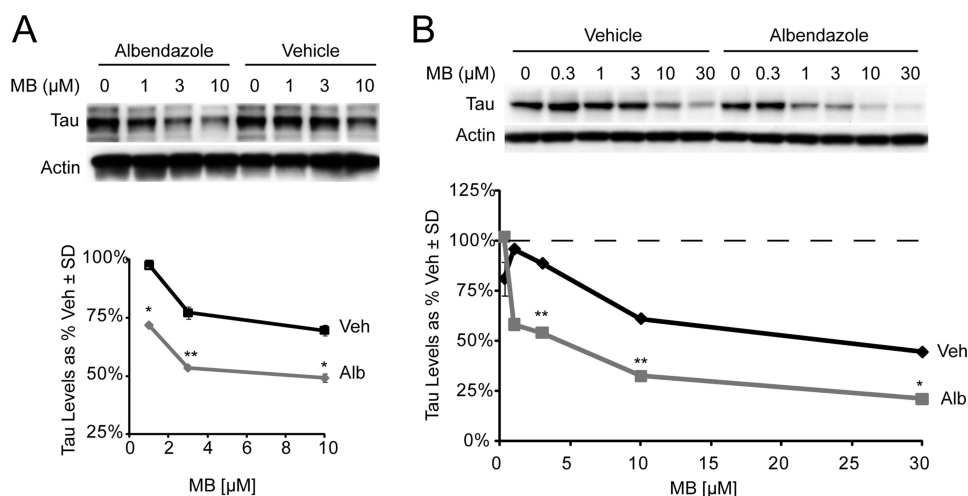 A
Albendazole Vehicle
MB (µM) 0 1 3 10 0 1 3 10
Tau
Actin
100%
75%
50%
25%
Tau Levels as % Veh ± SD
*
**
*
Veh
Alb
0 2 4 6 8 10
MB [µM]
B
Vehicle Albendazole
MB (µM) 0 0.3 1 3 10 30 0 0.3 1 3 10 30
Tau
Actin
125%
100%
75%
50%
25%
0%
Tau Levels as % Veh ± SD
**
**
*
Veh
Alb
0 5 10 15 20 25 30
MB [µM]